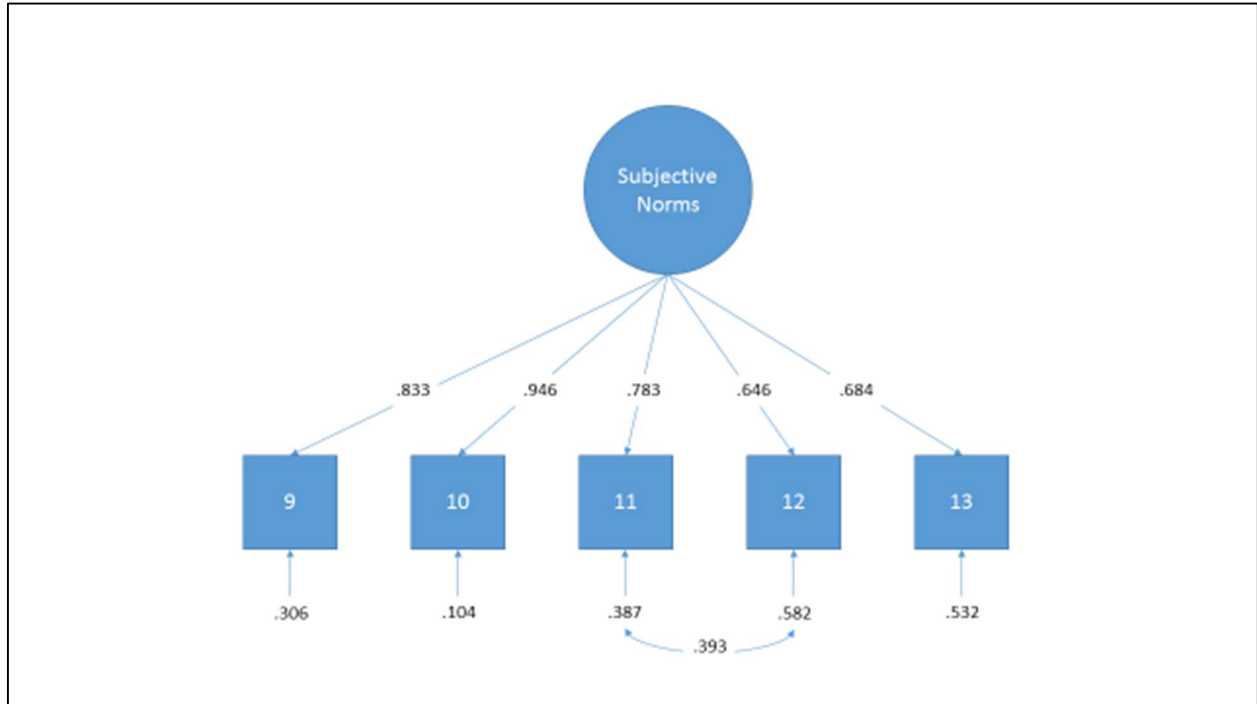 Subjective
Norms
.833 .946 .783 .646 .684
9 10 11 12 13
.306 .104 .387 .582 .532
.393